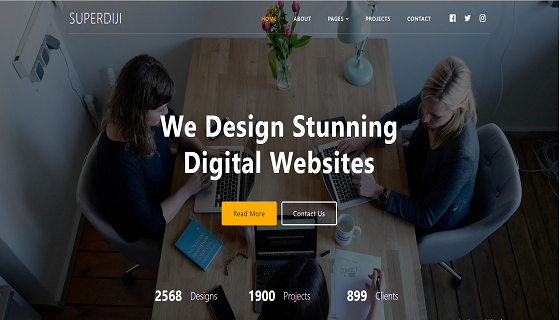 SUPERDIJI
HOME ABOUT PAGES PROJECTS CONTACT
We Design Stunning
Digital Websites
Read More Contact Us
2568 Designs 1900 Projects 899 Clients